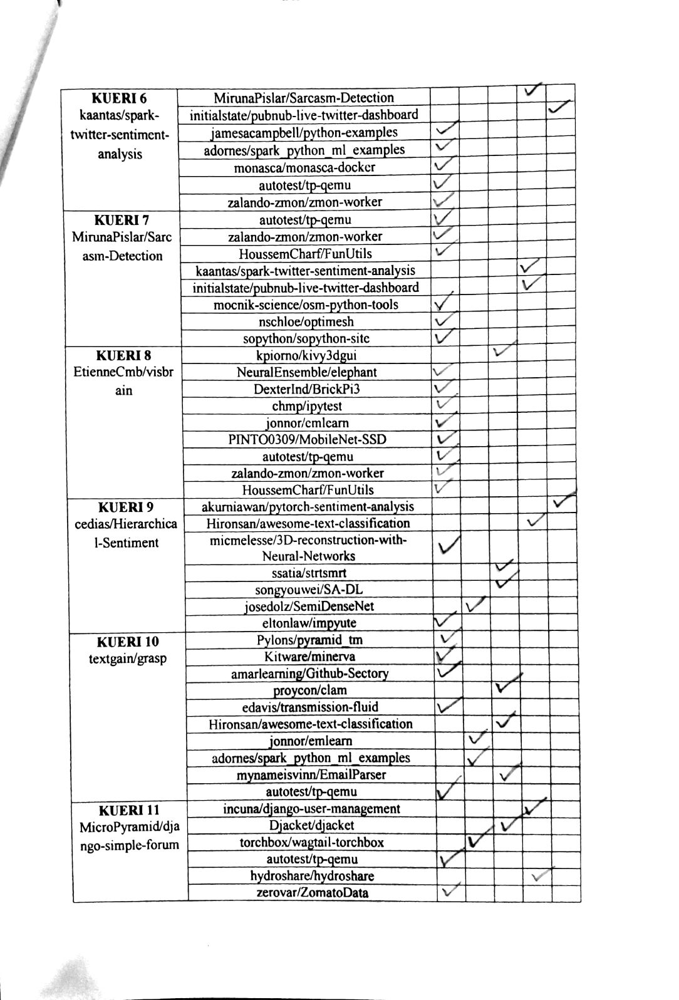 KUERI 6
kaantas/spark-
twitter-sentiment-
analysis
MirunaPislar/Sarcasm-Detection
initialstate/pubnub-live-twitter-dashboard
jamesacampbell/python-examples
adornes/spark_python_ml_examples
monasca/monasca-docker
autotest/tp-qemu
zalando-zmon/zmon-worker
KUERI 7
MirunaPislar/Sarc
asm-Detection
autotest/tp-qemu
zalando-zmon/zmon-worker
HoussemCharf/FunUtils
kaantas/spark-twitter-sentiment-analysis
initialstate/pubnub-live-twitter-dashboard
mocnik-science/osm-python-tools
nschloe/optimesh
sopython/sopython-site
KUERI 8
EtienneCmb/visbr
ain
kpiorno/kivy3dgui
NeuralEnsemble/elephant
DexterInd/BrickPi3
chmp/ipytest
jonnor/emlearn
PINTO0309/MobileNet-SSD
autotest/tp-qemu
zalando-zmon/zmon-worker
HoussemCharf/FunUtils
KUERI 9
cedias/Hierarchica
l-Sentiment
akurniawan/pytorch-sentiment-analysis
Hironsan/awesome-text-classification
micmelesse/3D-reconstruction-with-
Neural-Networks
ssatia/strtsmrt
songyouwei/SA-DL
josedolz/SemiDenseNet
eltonlaw/impyute
KUERI 10
textgain/grasp
Pylons/pyramid_tm
Kitware/minerva
amarlearning/Github-Sectory
proycon/clam
edavis/transmission-fluid
Hironsan/awesome-text-classification
jonnor/emlearn
adornes/spark_python_ml_examples
mynameisvinn/EmailParser
autotest/tp-qemu
KUERI 11
MicroPyramid/dja
ngo-simple-forum
incuna/django-user-management
Djacket/djacket
torchbox/wagtail-torchbox
autotest/tp-qemu
hydroshare/hydroshare
zerovar/ZomatoData